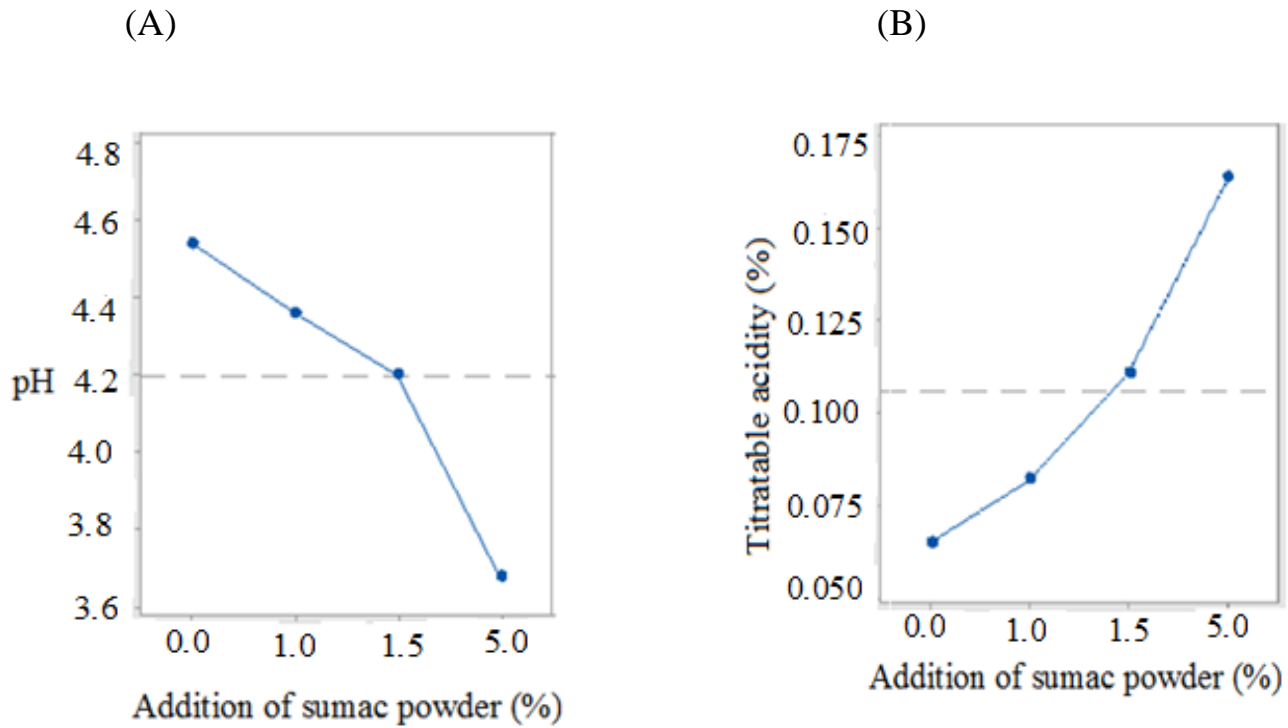 (A)
(B)
4.8
4.6
4.4
4.2
4.0
3.8
3.6
pH
0.0 1.0 1.5 5.0
Addition of sumac powder (%)
0.175
0.150
0.125
0.100
0.075
0.050
Titratable acidity (%)
0.0 1.0 1.5 5.0
Addition of sumac powder (%)